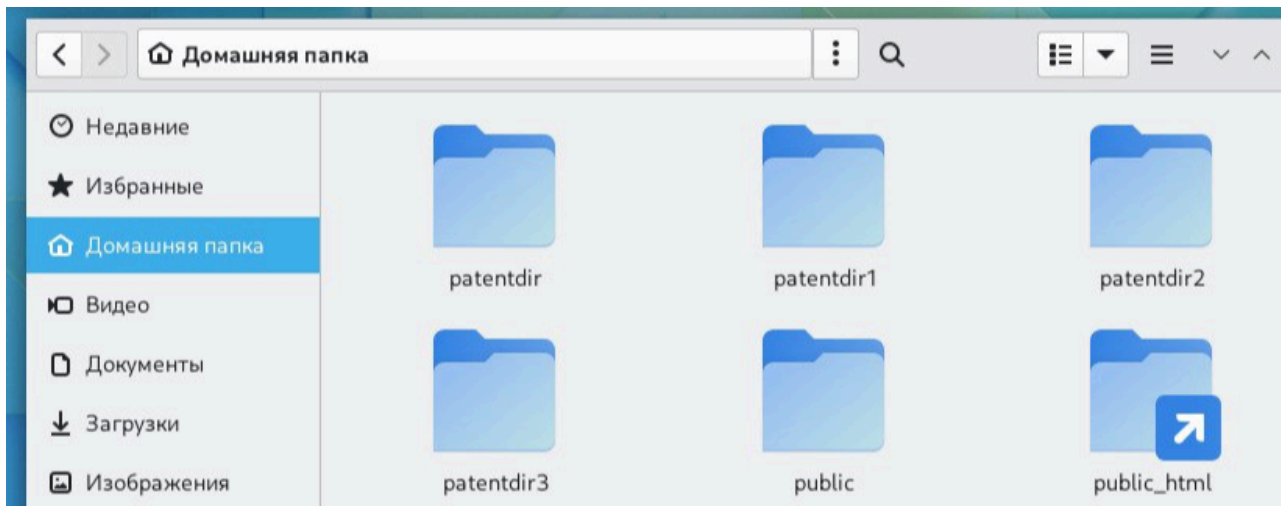 Домашняя папка
Недавние
Избранные
Домашняя папка
Видео
Документы
Загрузки
Изображения
patentdir
patentdir1
patentdir2
patentdir3
public
public_html